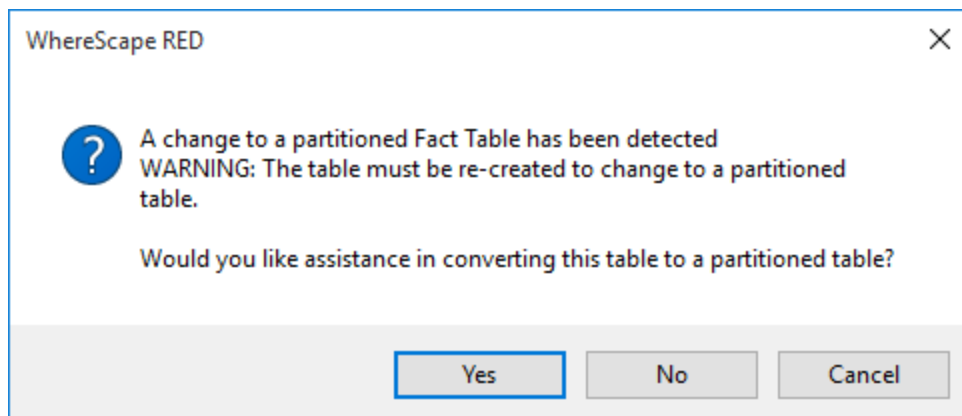 WhereScape RED
?
A change to a partitioned Fact Table has been detected
WARNING: The table must be re-created to change to a partitioned
table.
Would you like assistance in converting this table to a partitioned table?
Yes
No
Cancel